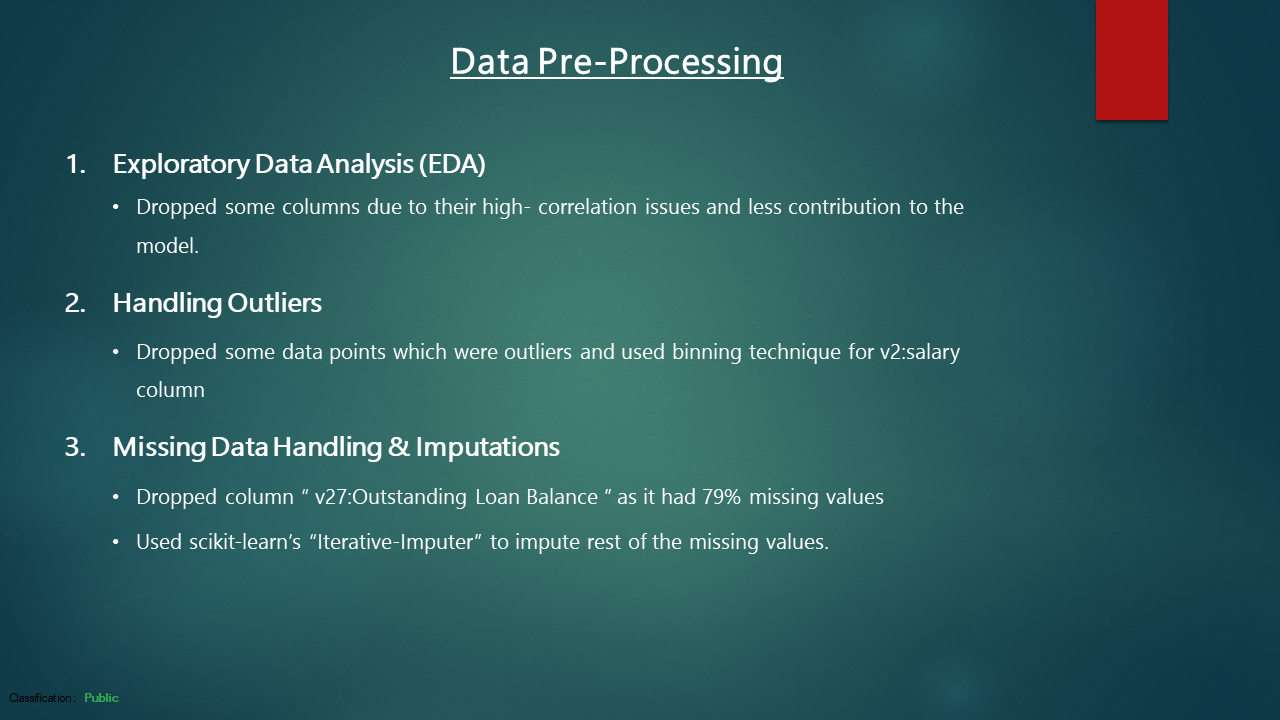 Data Pre-Processing
1. Exploratory Data Analysis (EDA)
• Dropped some columns due to their high- correlation issues and less contribution to the
model.
2. Handling Outliers
• Dropped some data points which were outliers and used binning technique for v2:salary
column
3. Missing Data Handling & Imputations
• Dropped column “ v27:Outstanding Loan Balance “ as it had 79% missing values
• Used scikit-learn’s “Iterative-Imputer” to impute rest of the missing values.
Classification: Public